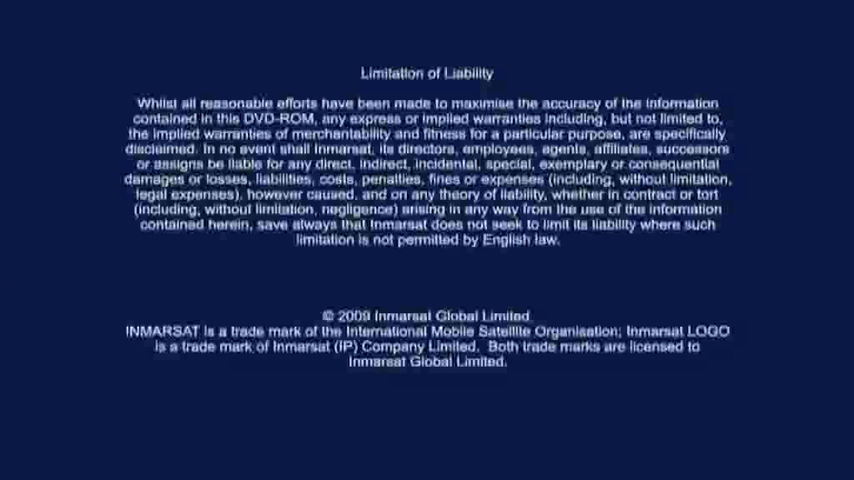 Limitation of Liability
Whilst all reasonable efforts have been made to maximise the accuracy of the information
contained in this DVD-ROM, any express or implied warranties including, but not limited to,
the implied warranties of merchantability and fitness for a particular purpose, are specifically
disclaimed. In no event shall Inmarsat, its directors, employees, agents, affiliates, successors
or assigns be liable for any direct, indirect, incidental, special, exemplary or consequential
damages or losses, liabilities, costs, penalties, fines or expenses (including, without limitation,
legal expenses), however caused, and on any theory of liability, whether in contract or tort
(including, without limitation, negligence) arising in any way from the use of the information
contained herein, save always that Inmarsat does not seek to limit its liability where such
limitation is not permitted by English law.
© 2009 Inmarsat Global Limited.
INMARSAT is a trade mark of the International Mobile Satellite Organisation; Inmarsat LOGO
is a trade mark of Inmarsat (IP) Company Limited. Both trade marks are licensed to
Inmarsat Global Limited.